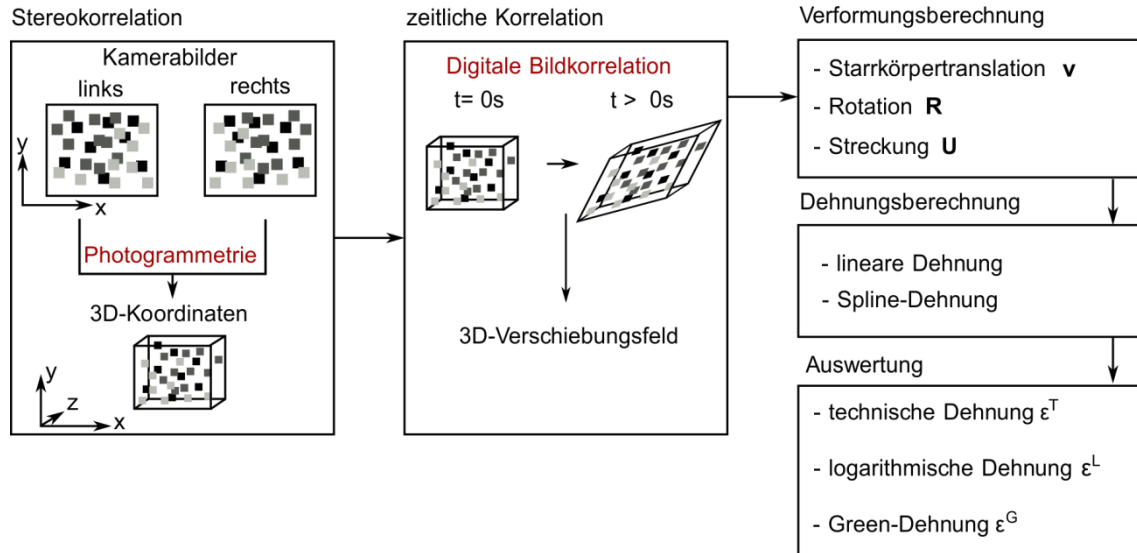 Stereokorrelation
Kamerabilder
links
rechts
y
x
Photogrammetrie
3D-Koordinaten
y
z
x
zeitliche Korrelation
Digitale Bildkorrelation
t= 0s
t > 0s
3D-Verschiebungsfeld
Verformungsberechnung
- Starrkörpertranslation v
- Rotation R
- Streckung U
Dehnungsberechnung
- lineare Dehnung
- Spline-Dehnung
Auswertung
- technische Dehnung ε^T
- logarithmische Dehnung ε^L
- Green-Dehnung ε^G